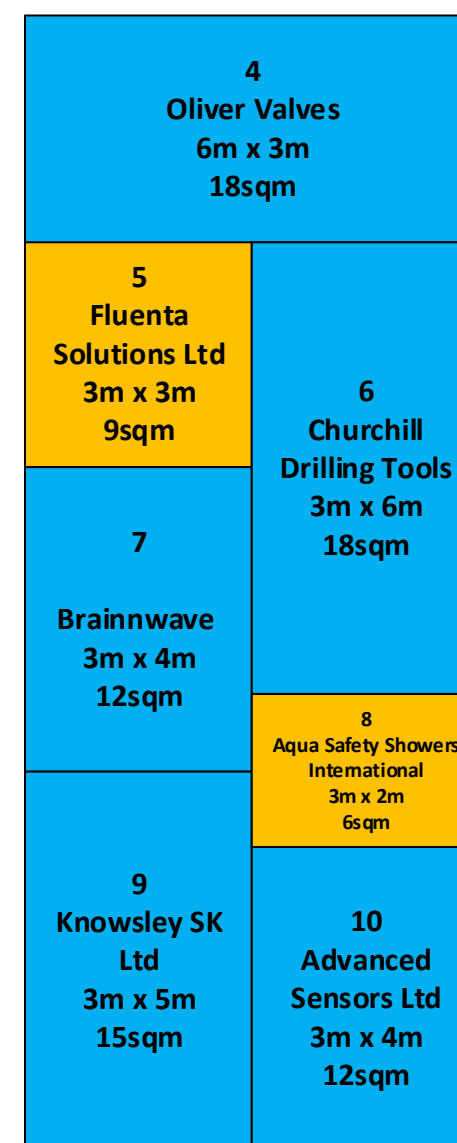 4
Oliver Valves
6m x 3m
18sqm
5
Fluenta
Solutions Ltd
3m x 3m
9sqm
6
Churchill
Drilling Tools
3m x 6m
18sqm
7
Brainnwave
3m x 4m
12sqm
8
Aqua Safety Showers
International
3m x 2m
6sqm
9
Knowsley SK
Ltd
3m x 5m
15sqm
10
Advanced
Sensors Ltd
3m x 4m
12sqm